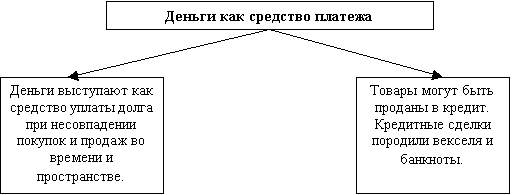 Деньги как средство платежа
Деньги выступают как
средство уплаты долга
при несовпадении
покупок и продаж во
времени и
пространстве.
Товары могут быть
проданы в кредит.
Кредитные сделки
породили векселя и
банкноты.